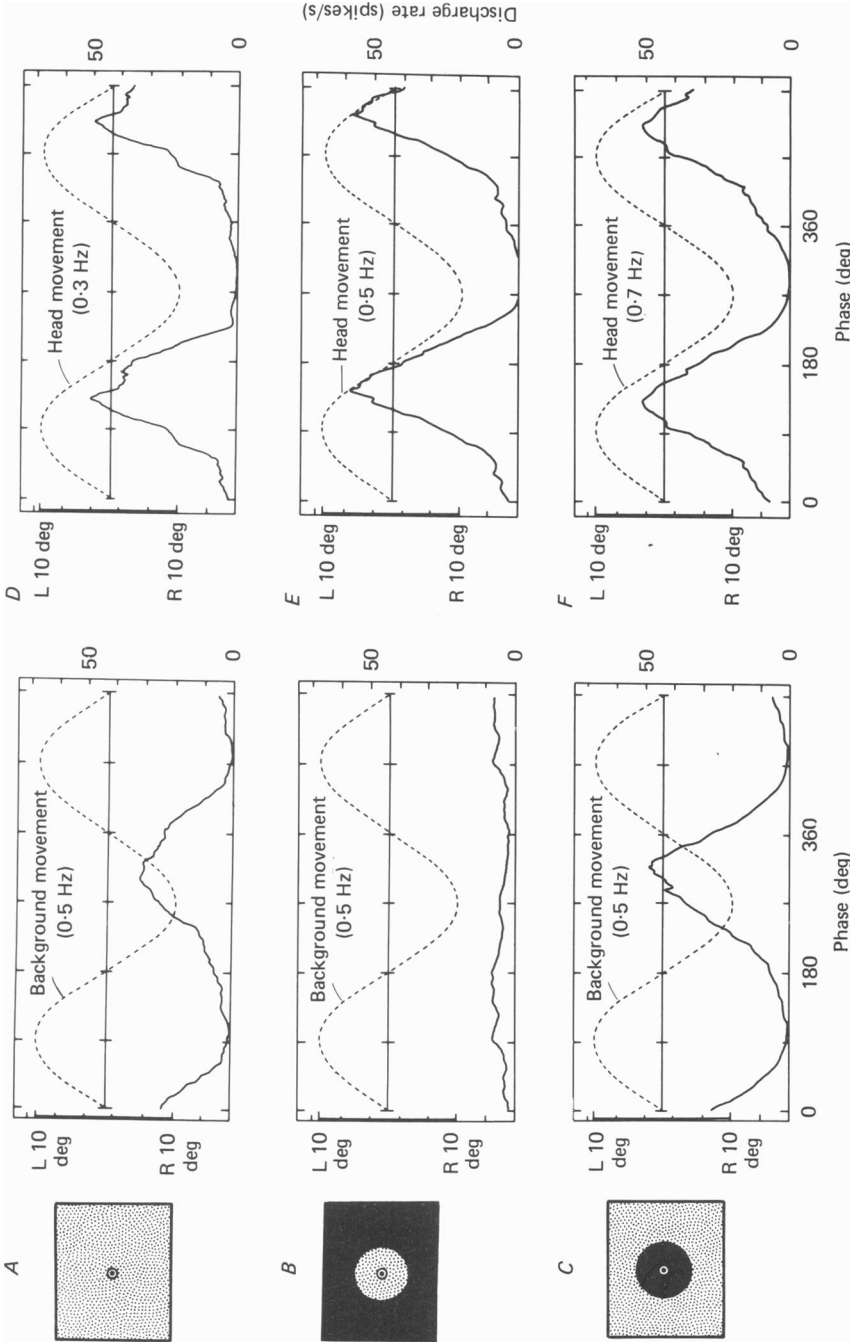 A
L 10
deg
R 10
deg
Background movement
(0·5 Hz)
50
0
B
L 10
deg
R 10
deg
Background movement
(0·5 Hz)
50
0
C
L 10
deg
R 10
deg
Background movement
(0·5 Hz)
50
0
0
180
360
Phase (deg)
D
L 10 deg
R 10 deg
Head movement
(0·3 Hz)
50
0
E
L 10 deg
R 10 deg
Head movement
(0·5 Hz)
50
0
Discharge rate (spikes/s)
F
L 10 deg
R 10 deg
Head movement
(0·7 Hz)
50
0
0
180
360
Phase (deg)